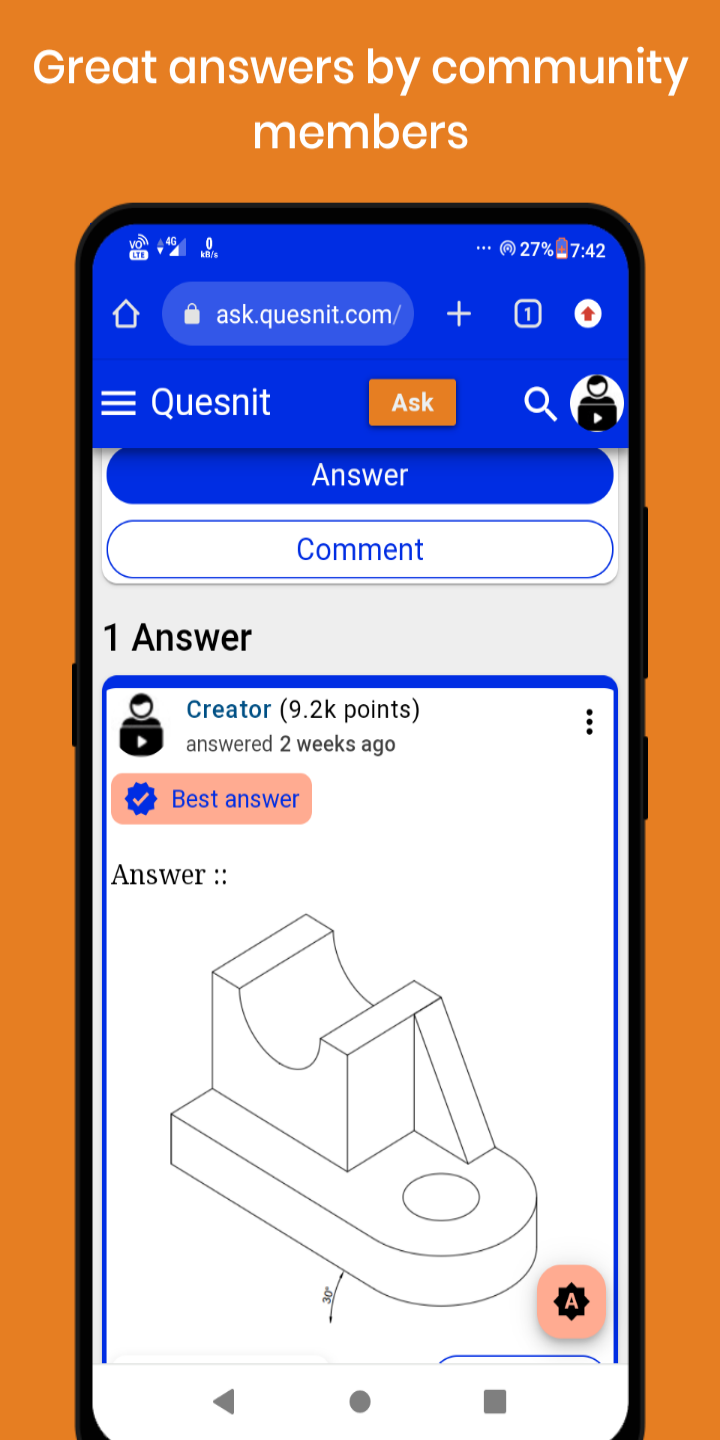 Great answers by community
members
VO LTE 4G 0 kB/s ... 27% 7:42
ask.quesnit.com/ 1
Quesnit Ask
Answer
Comment
1 Answer
Creator (9.2k points)
answered 2 weeks ago
Best answer
Answer ::
30°
A